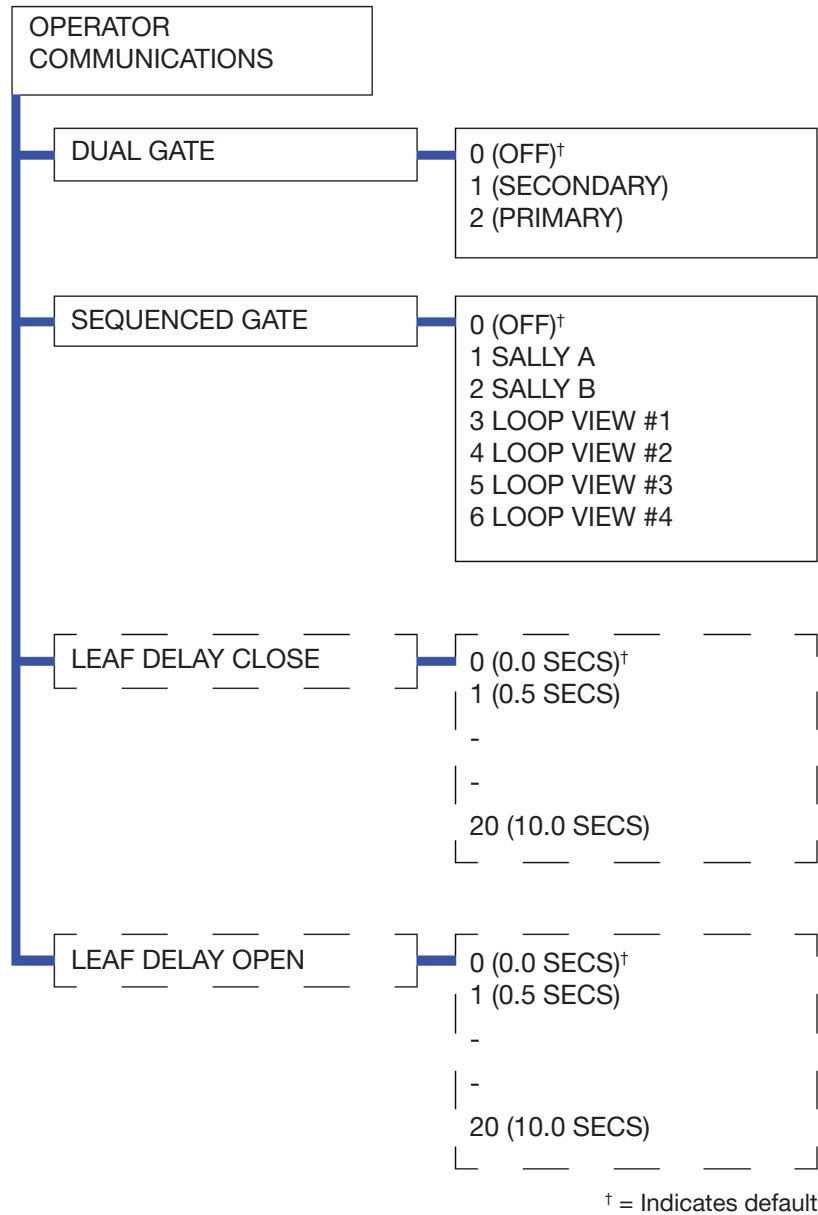 OPERATOR
COMMUNICATIONS
DUAL GATE
0 (OFF)†
1 (SECONDARY)
2 (PRIMARY)
SEQUENCED GATE
0 (OFF)†
1 SALLY A
2 SALLY B
3 LOOP VIEW #1
4 LOOP VIEW #2
5 LOOP VIEW #3
6 LOOP VIEW #4
LEAF DELAY CLOSE
0 (0.0 SECS)†
1 (0.5 SECS)
-
-
20 (10.0 SECS)
LEAF DELAY OPEN
0 (0.0 SECS)†
1 (0.5 SECS)
-
-
20 (10.0 SECS)
† = Indicates default